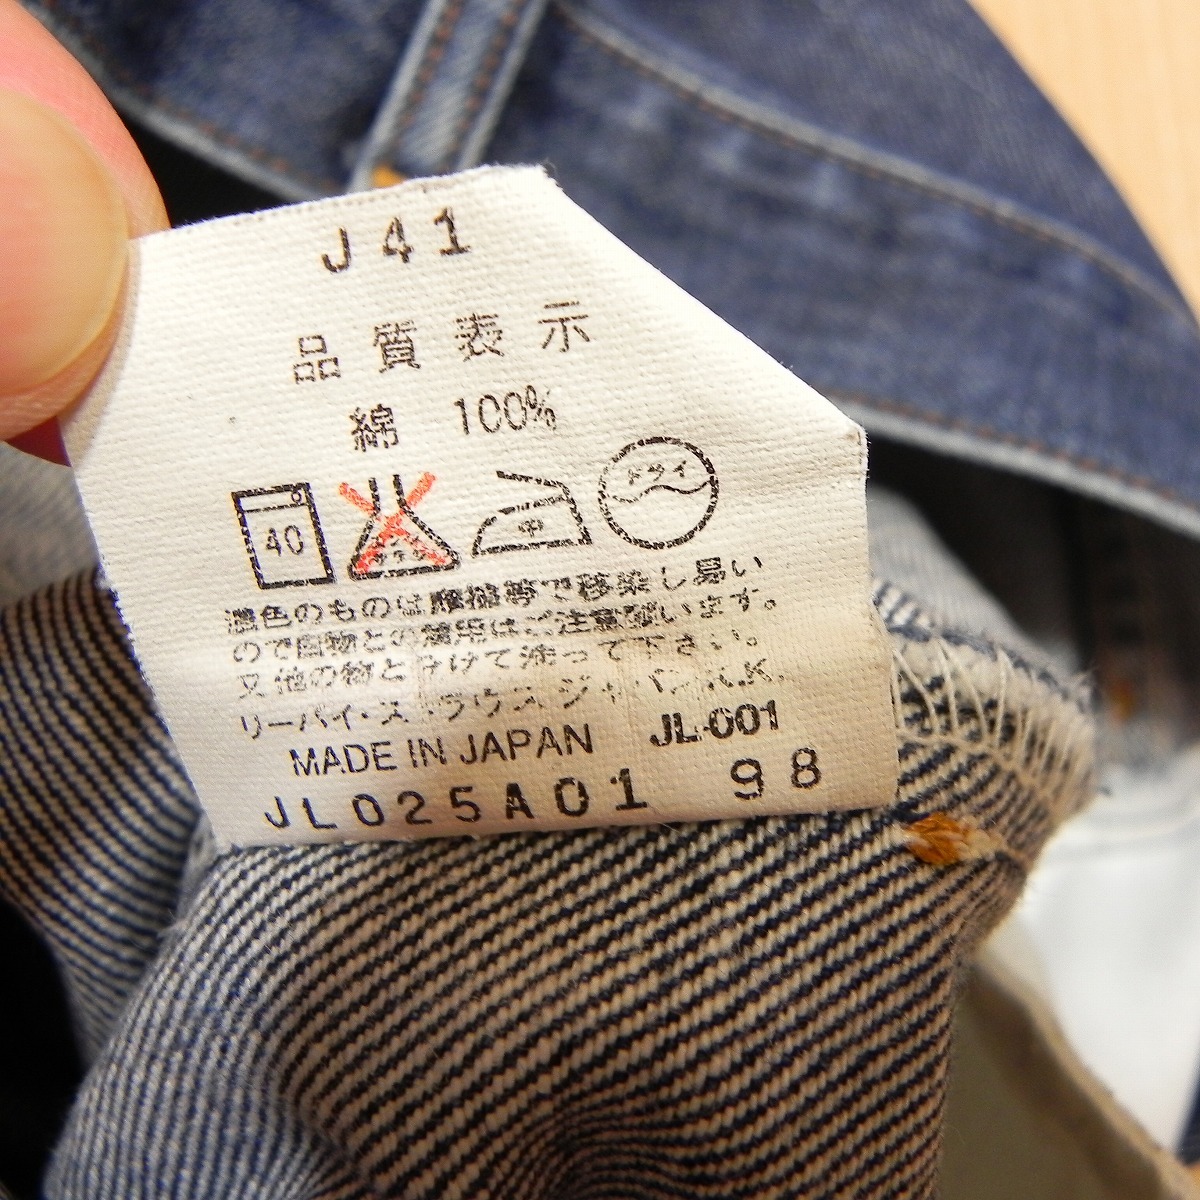 J41
品質表示
綿 100%
40 中 ドライ
濃色のものは摩擦等で移染し易い
ので白物との着用はご注意願います。
又他の物と分けて洗って下さい。
リーバイ・ストラウス ジャパン K.K.
MADE IN JAPAN JL-001
JL025A01 98